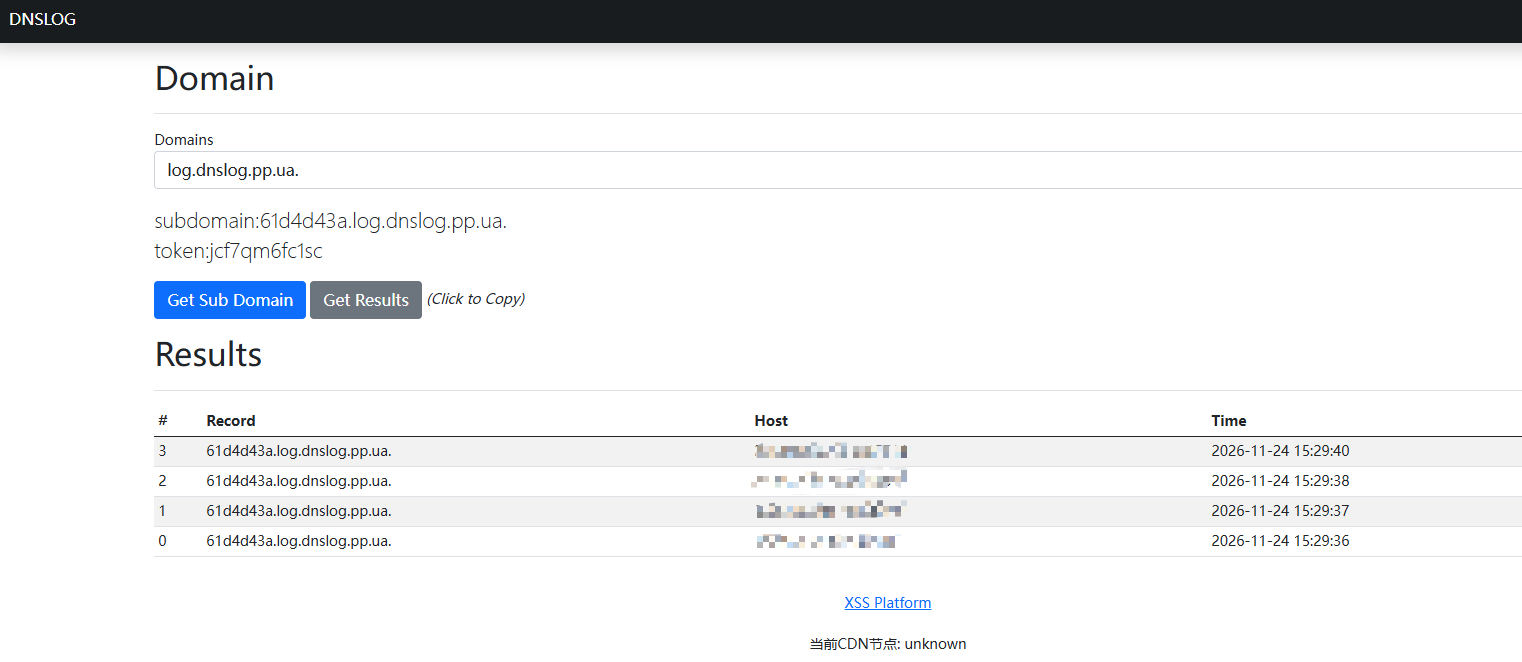 DNSLOG
Domain
Domains
log.dnslog.pp.ua.
subdomain:61d4d43a.log.dnslog.pp.ua.
token:jcf7qm6fc1sc
Get Sub Domain Get Results (Click to Copy)
Results
# Record Host Time
3 61d4d43a.log.dnslog.pp.ua. 2026-11-24 15:29:40
2 61d4d43a.log.dnslog.pp.ua. 2026-11-24 15:29:38
1 61d4d43a.log.dnslog.pp.ua. 2026-11-24 15:29:37
0 61d4d43a.log.dnslog.pp.ua. 2026-11-24 15:29:36
XSS Platform
当前CDN节点: unknown